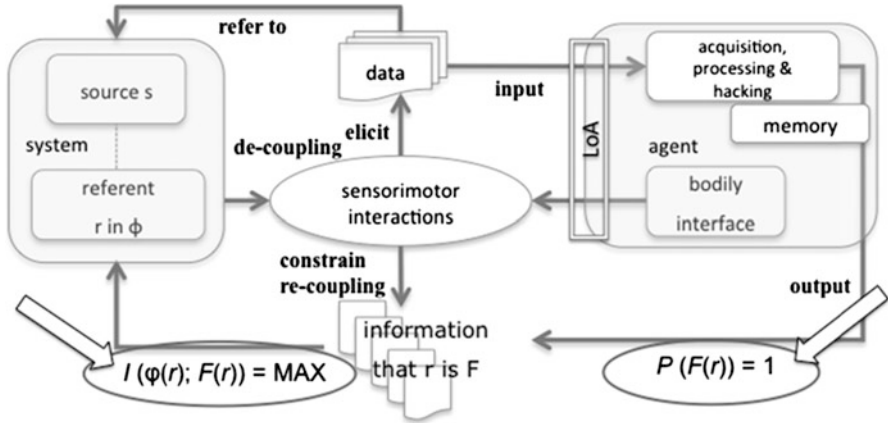 refer to
source s
system
referent
r in ϕ
data
elicit
de-coupling
sensorimotor
interactions
input
LoA
acquisition,
processing &
hacking
memory
agent
bodily
interface
constrain
re-coupling
output
information
that r is F
I (φ(r); F(r)) = MAX
P (F(r)) = 1